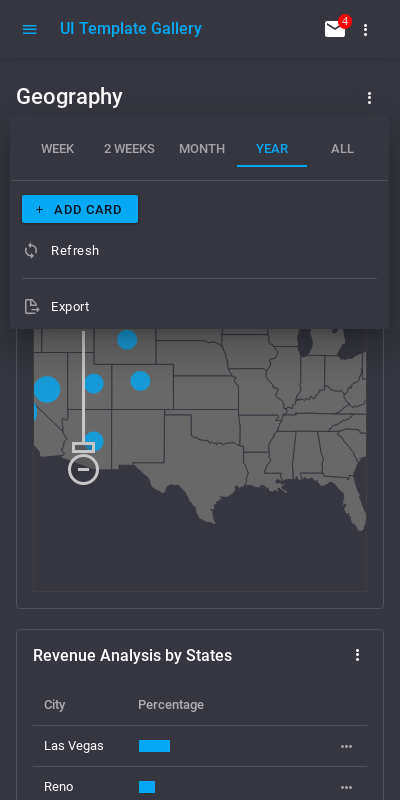 UI Template Gallery
4
Geography
WEEK 2 WEEKS MONTH YEAR ALL
+ ADD CARD
Refresh
Export
Revenue Analysis by States
City Percentage
Las Vegas
Reno